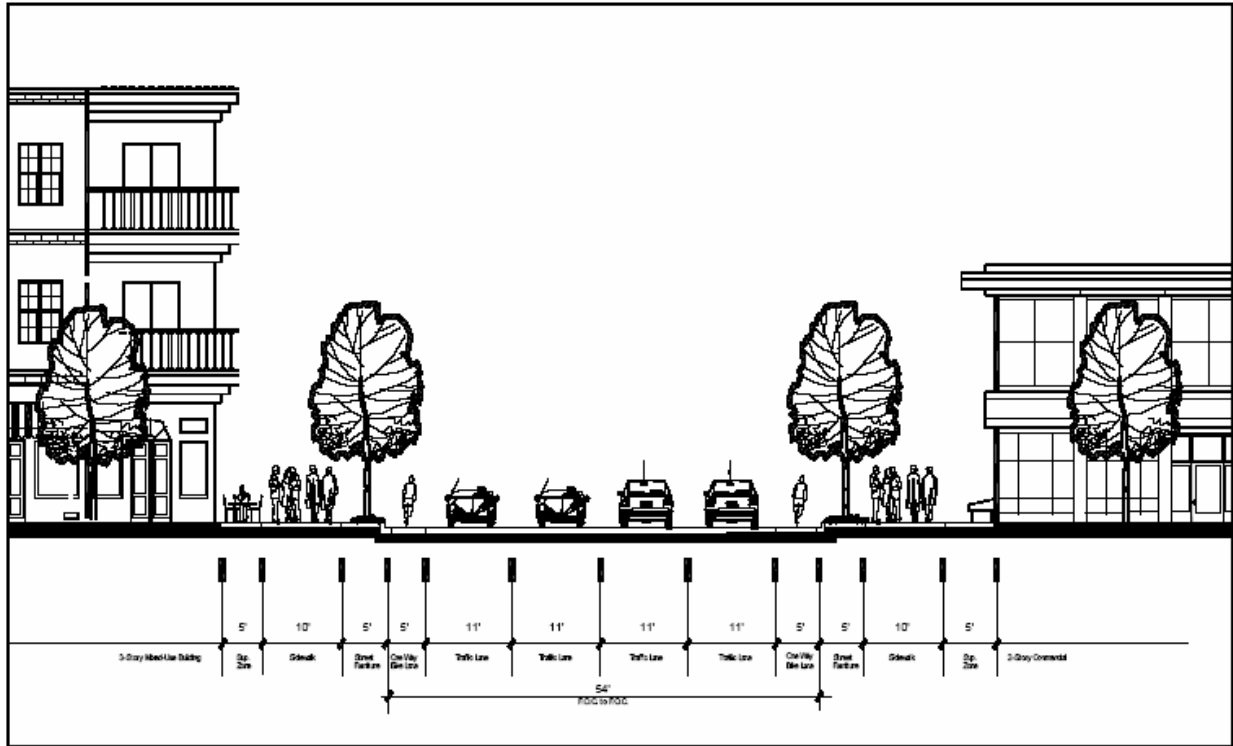 5' 10' 5' 5' 11' 11' 11' 11' 5' 5' 10' 5'
3-Story Mixed-Use Building Sup. Sidewalk Street One Way Traffic Lane Traffic Lane Traffic Lane Traffic Lane One Way Street Sidewalk Sup. 2-Story Commercial
Zone Furniture Bike Lane Bike Lane Furniture Zone
54'
F.O.C. to F.O.C.